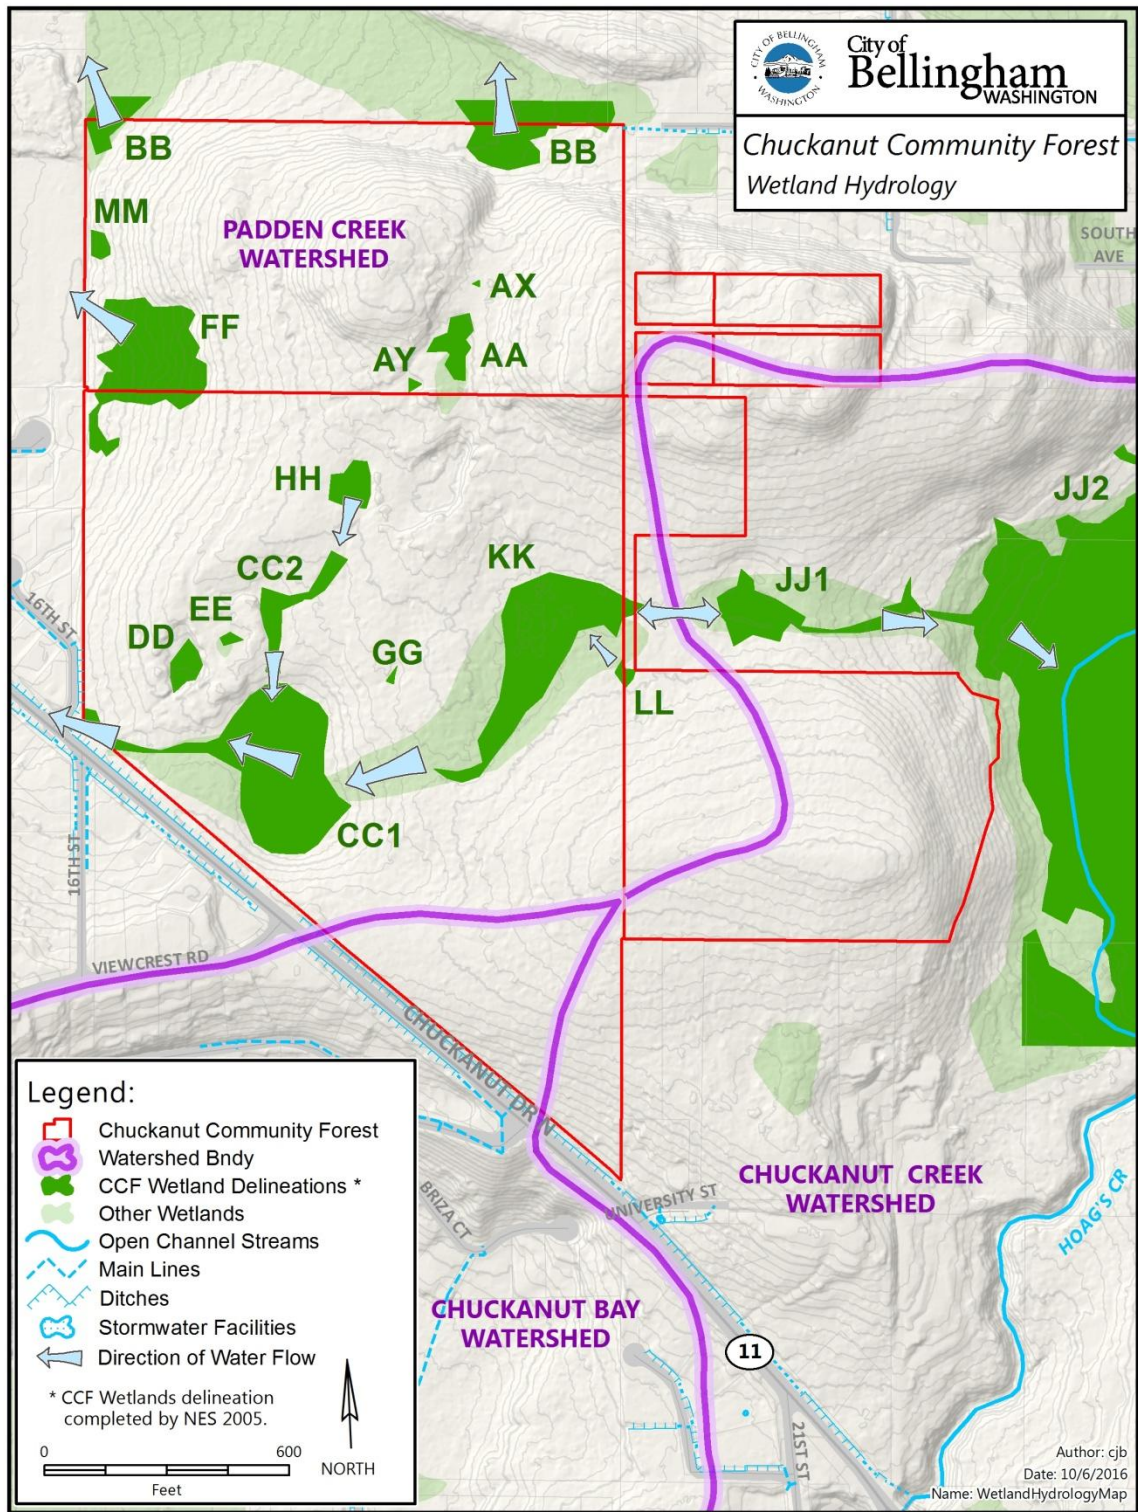 CITY OF BELLINGHAM
WASHINGTON
City of
Bellingham
WASHINGTON
Chuckanut Community Forest
Wetland Hydrology
BB
BB
MM
PADDEN CREEK
WATERSHED
SOUTH
AVE
AX
FF
AY
AA
HH
JJ2
KK
CC2
JJ1
16TH ST
EE
DD
GG
LL
CC1
16TH ST
VIEWCREST RD
CHUCKANUT DR N
CHUCKANUT CREEK
WATERSHED
UNIVERSITY ST
BRIZA CT
HOAG'S CR
CHUCKANUT BAY
WATERSHED
11
21ST ST
Legend:
Chuckanut Community Forest
Watershed Bndy
CCF Wetland Delineations *
Other Wetlands
Open Channel Streams
Main Lines
Ditches
Stormwater Facilities
Direction of Water Flow
* CCF Wetlands delineation
completed by NES 2005.
0 600
Feet
NORTH
Author: cjb
Date: 10/6/2016
Name: WetlandHydrologyMap